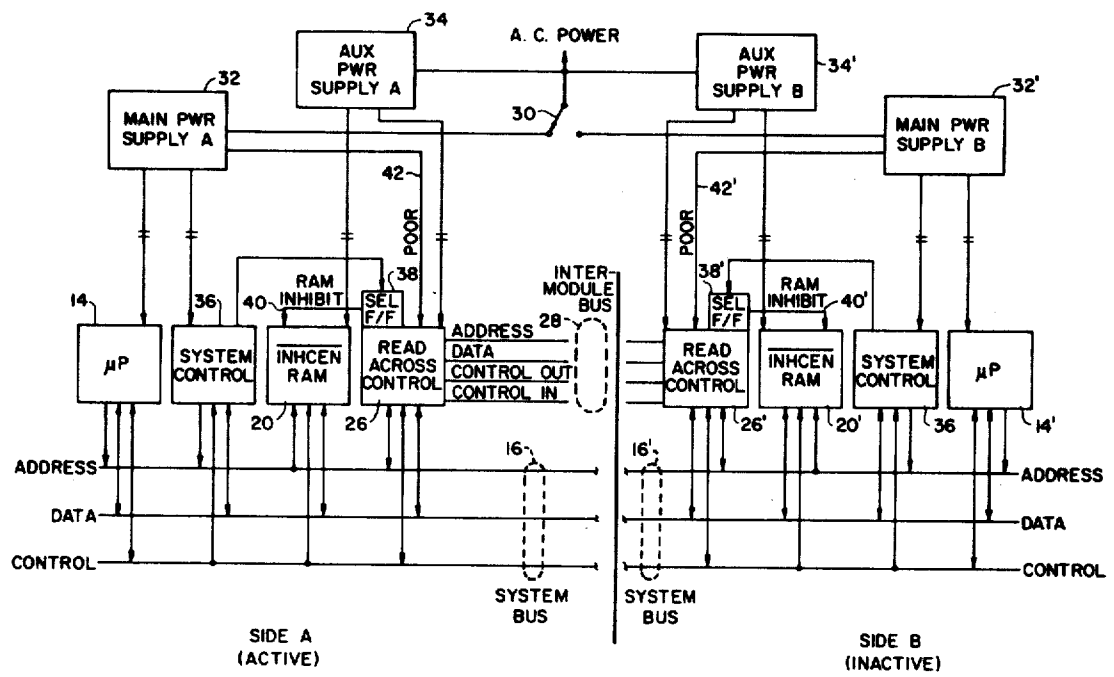 34
AUX
PWR
SUPPLY A
A. C. POWER
AUX
PWR
SUPPLY B
34'
32
MAIN PWR
SUPPLY A
30
32'
MAIN PWR
SUPPLY B
42
POOR
42'
POOR
14
μP
36
SYSTEM
CONTROL
40
RAM
INHIBIT
INHCEN
RAM
20
38
SEL
F/F
READ
ACROSS
CONTROL
26
ADDRESS
DATA
CONTROL OUT
CONTROL IN
INTER-
MODULE
BUS
28
38'
SEL
F/F
READ
ACROSS
CONTROL
26'
RAM
INHIBIT
40'
INHCEN
RAM
20'
SYSTEM
CONTROL
36
μP
14'
ADDRESS
DATA
CONTROL
16
SYSTEM
BUS
16'
SYSTEM
BUS
ADDRESS
DATA
CONTROL
SIDE A
(ACTIVE)
SIDE B
(INACTIVE)